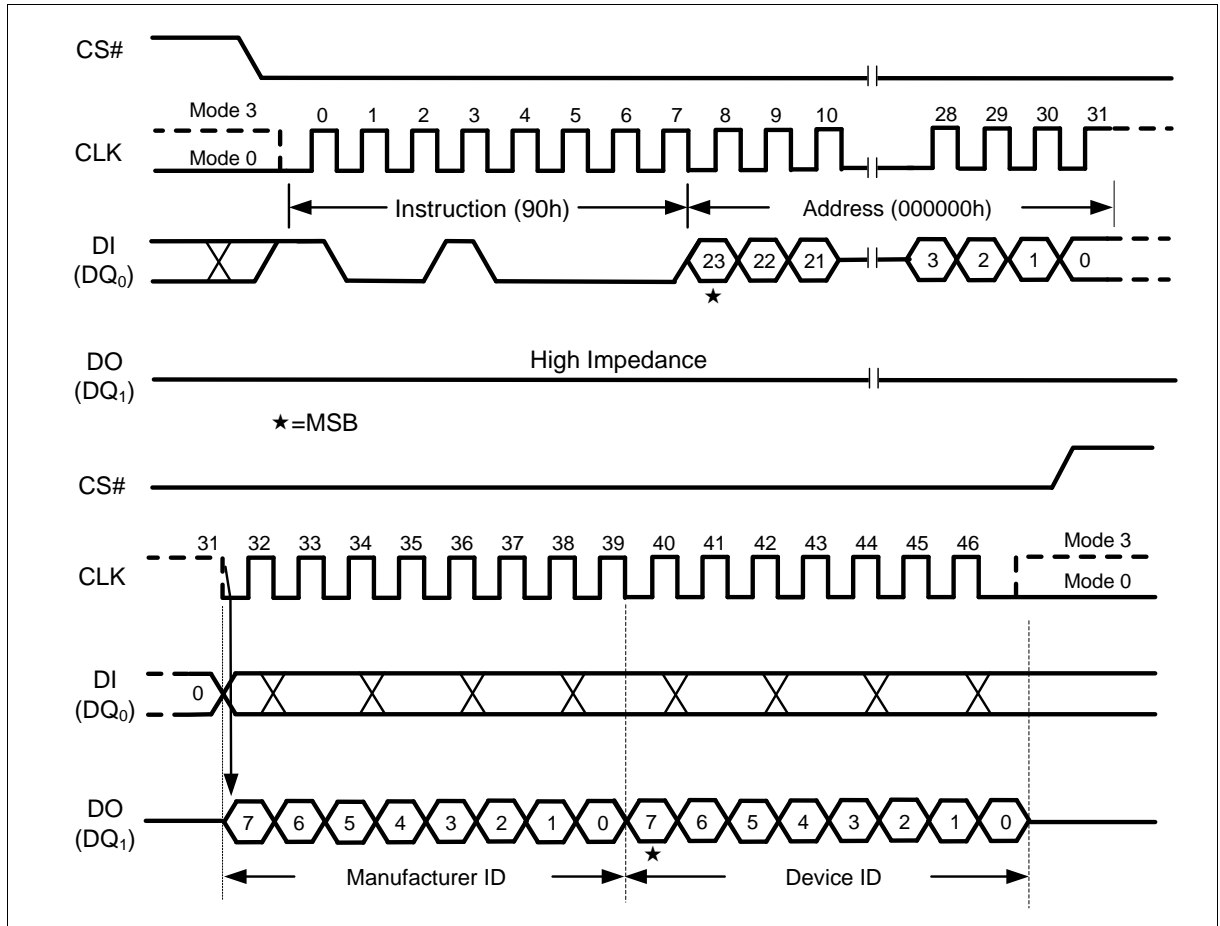 CS#
Mode 3
0 1 2 3 4 5 6 7 8 9 10 28 29 30 31
CLK
Mode 0
Instruction (90h) Address (000000h)
DI
(DQ0)
23 22 21 3 2 1 0
★
DO
(DQ1)
High Impedance
★=MSB
CS#
31 32 33 34 35 36 37 38 39 40 41 42 43 44 45 46
Mode 3
CLK
Mode 0
DI
(DQ0)
0
DO
(DQ1)
7 6 5 4 3 2 1 0 7 6 5 4 3 2 1 0
★
Manufacturer ID Device ID